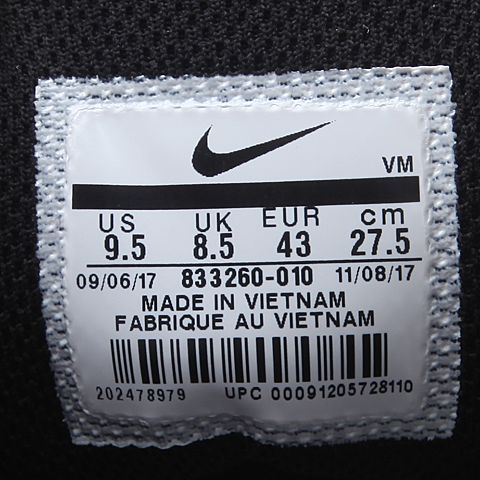 VM
US UK EUR cm
9.5 8.5 43 27.5
09/06/17 833260-010 11/08/17
MADE IN VIETNAM
FABRIQUE AU VIETNAM
202478979 UPC 00091205728110